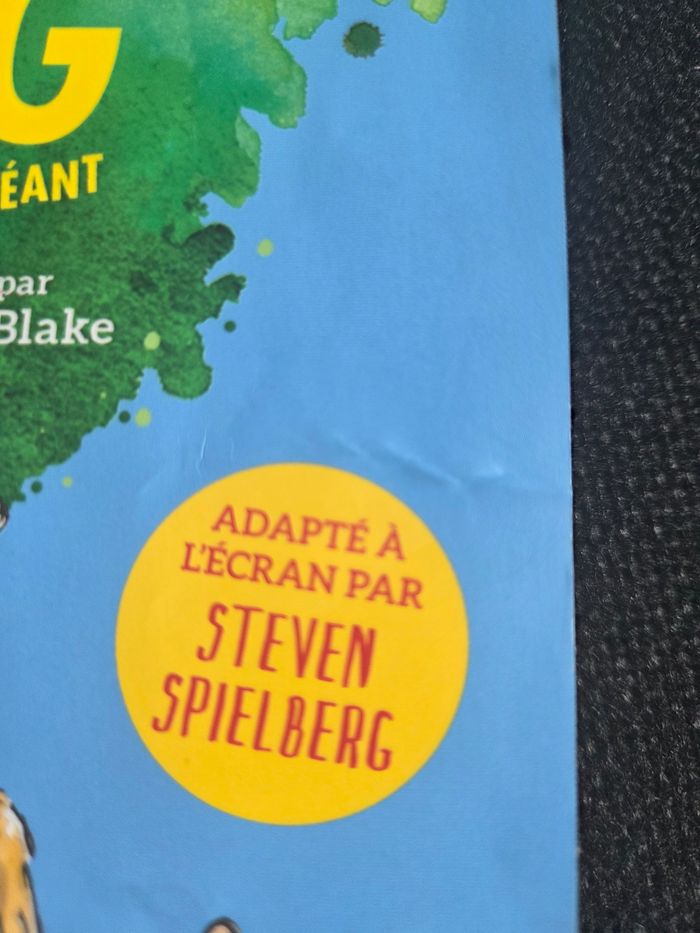 G
ÉANT
par
Blake
ADAPTÉ À
L'ÉCRAN PAR
STEVEN
SPIELBERG